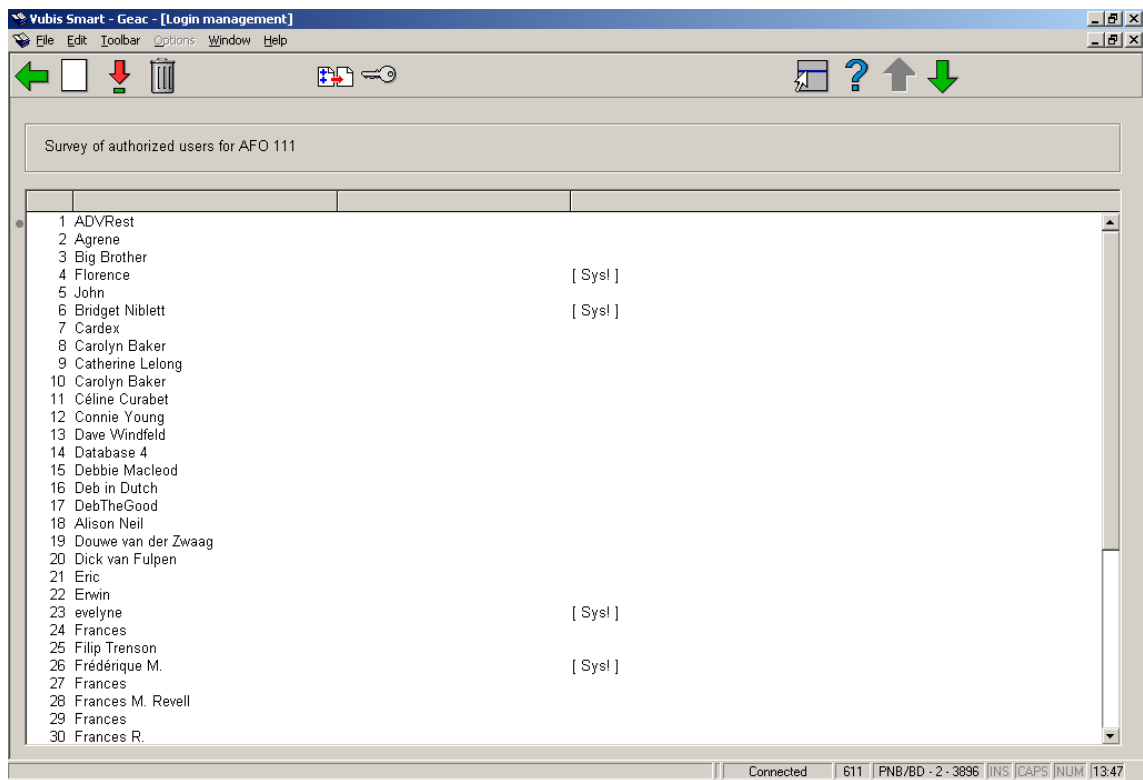 Vubis Smart - Geac - [Login management]
File Edit Toolbar Options Window Help
Survey of authorized users for AFO 111
1 ADVRest
2 Agrene
3 Big Brother
4 Florence [ Sys! ]
5 John
6 Bridget Niblett [ Sys! ]
7 Cardex
8 Carolyn Baker
9 Catherine Lelong
10 Carolyn Baker
11 Céline Curabet
12 Connie Young
13 Dave Windfeld
14 Database 4
15 Debbie Macleod
16 Deb in Dutch
17 DebTheGood
18 Alison Neil
19 Douwe van der Zwaag
20 Dick van Fulpen
21 Eric
22 Erwin
23 evelyne [ Sys! ]
24 Frances
25 Filip Trenson
26 Frédérique M. [ Sys! ]
27 Frances
28 Frances M. Revell
29 Frances
30 Frances R.
Connected 611 PNB/BD - 2 - 3896 INS CAPS NUM 13:47